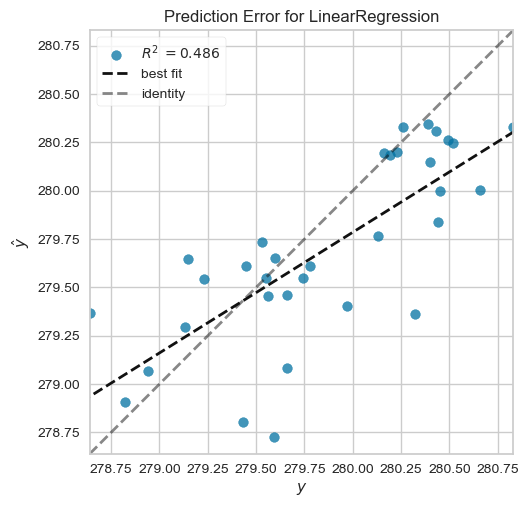 Prediction Error for LinearRegression
R² = 0.486
best fit
identity
280.75
280.50
280.25
280.00
279.75
279.50
279.25
279.00
278.75
ŷ
278.75 279.00 279.25 279.50 279.75 280.00 280.25 280.50 280.75
y